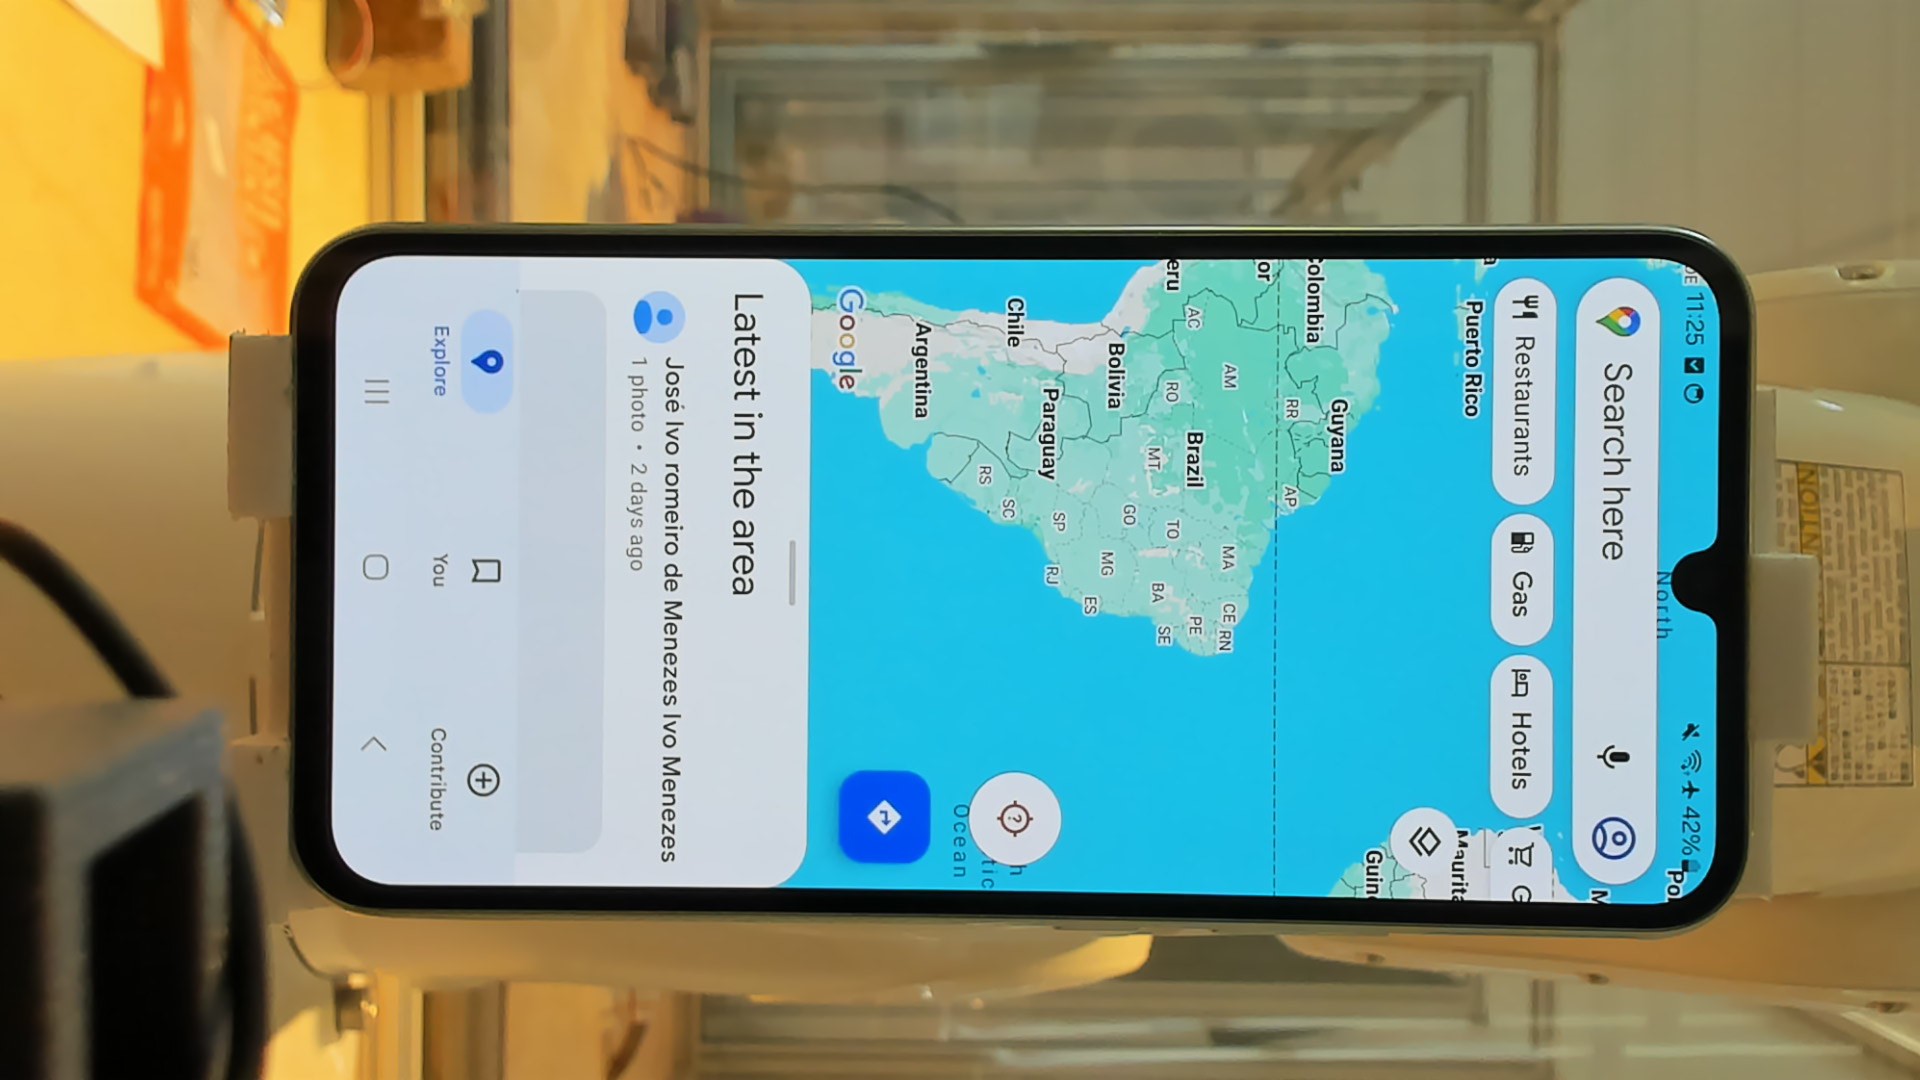 11:25
42%
North
Search here
Restaurants
Gas
Hotels
Puerto Rico
Guyana
RR
AP
AM
AC
RO
Brazil
MT
TO
MA
CE
RN
PE
SE
BA
GO
MG
ES
RJ
SP
SC
RS
Bolivia
Paraguay
Chile
Argentina
Ocean
Google
Latest in the area
José Ivo romeiro de Menezes Ivo Menezes
1 photo • 2 days ago
Explore
You
Contribute